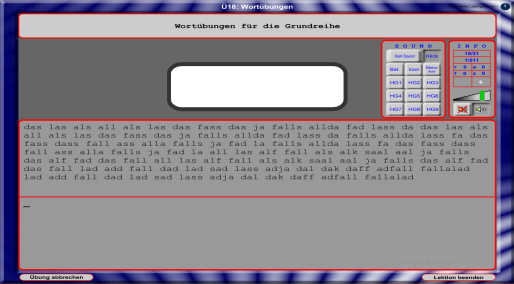 Ü18: Wortübungen
Wortübungen für die Grundreihe
SOUND
Kein Sound Klick
Bel. Icon
HG1 HG2 HG3
HG4 HG5 HG6
HG7 HG8 HG9
INFO
18/21
1/511
das las als all als las das fass das ja falls allda fad lass da das las als
all als las das fass das ja falls allda fad lass da falls allda lass fa das
fass dass fall ass alla falls ja fad la falls allda lass fa das fass dass
fall ass alla falls ja fad la all las alf fall als alk saal aal ja falls
das alf fad das fall all las alf fall als alk saal aal ja falls das alf fad
das fall lad add fall dad lad sad lass adja dal dak daff adfall fallalad
lad add fall dad lad sad lass adja dal dak daff adfall fallalad
Übung abbrechen
Lektion beenden